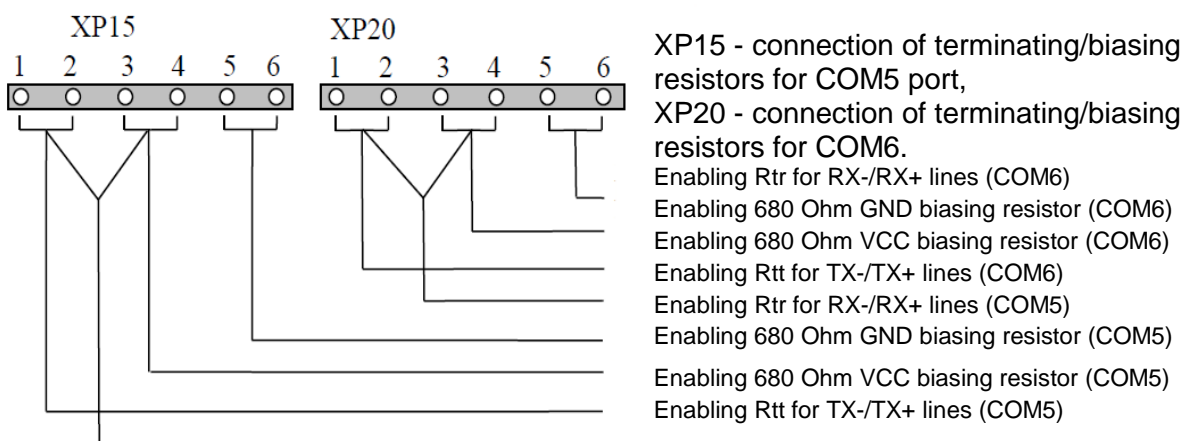 XP15
XP20
1 2 3 4 5 6
1 2 3 4 5 6
XP15 - connection of terminating/biasing
resistors for COM5 port,
XP20 - connection of terminating/biasing
resistors for COM6.
Enabling Rtr for RX-/RX+ lines (COM6)
Enabling 680 Ohm GND biasing resistor (COM6)
Enabling 680 Ohm VCC biasing resistor (COM6)
Enabling Rtt for TX-/TX+ lines (COM6)
Enabling Rtr for RX-/RX+ lines (COM5)
Enabling 680 Ohm GND biasing resistor (COM5)
Enabling 680 Ohm VCC biasing resistor (COM5)
Enabling Rtt for TX-/TX+ lines (COM5)